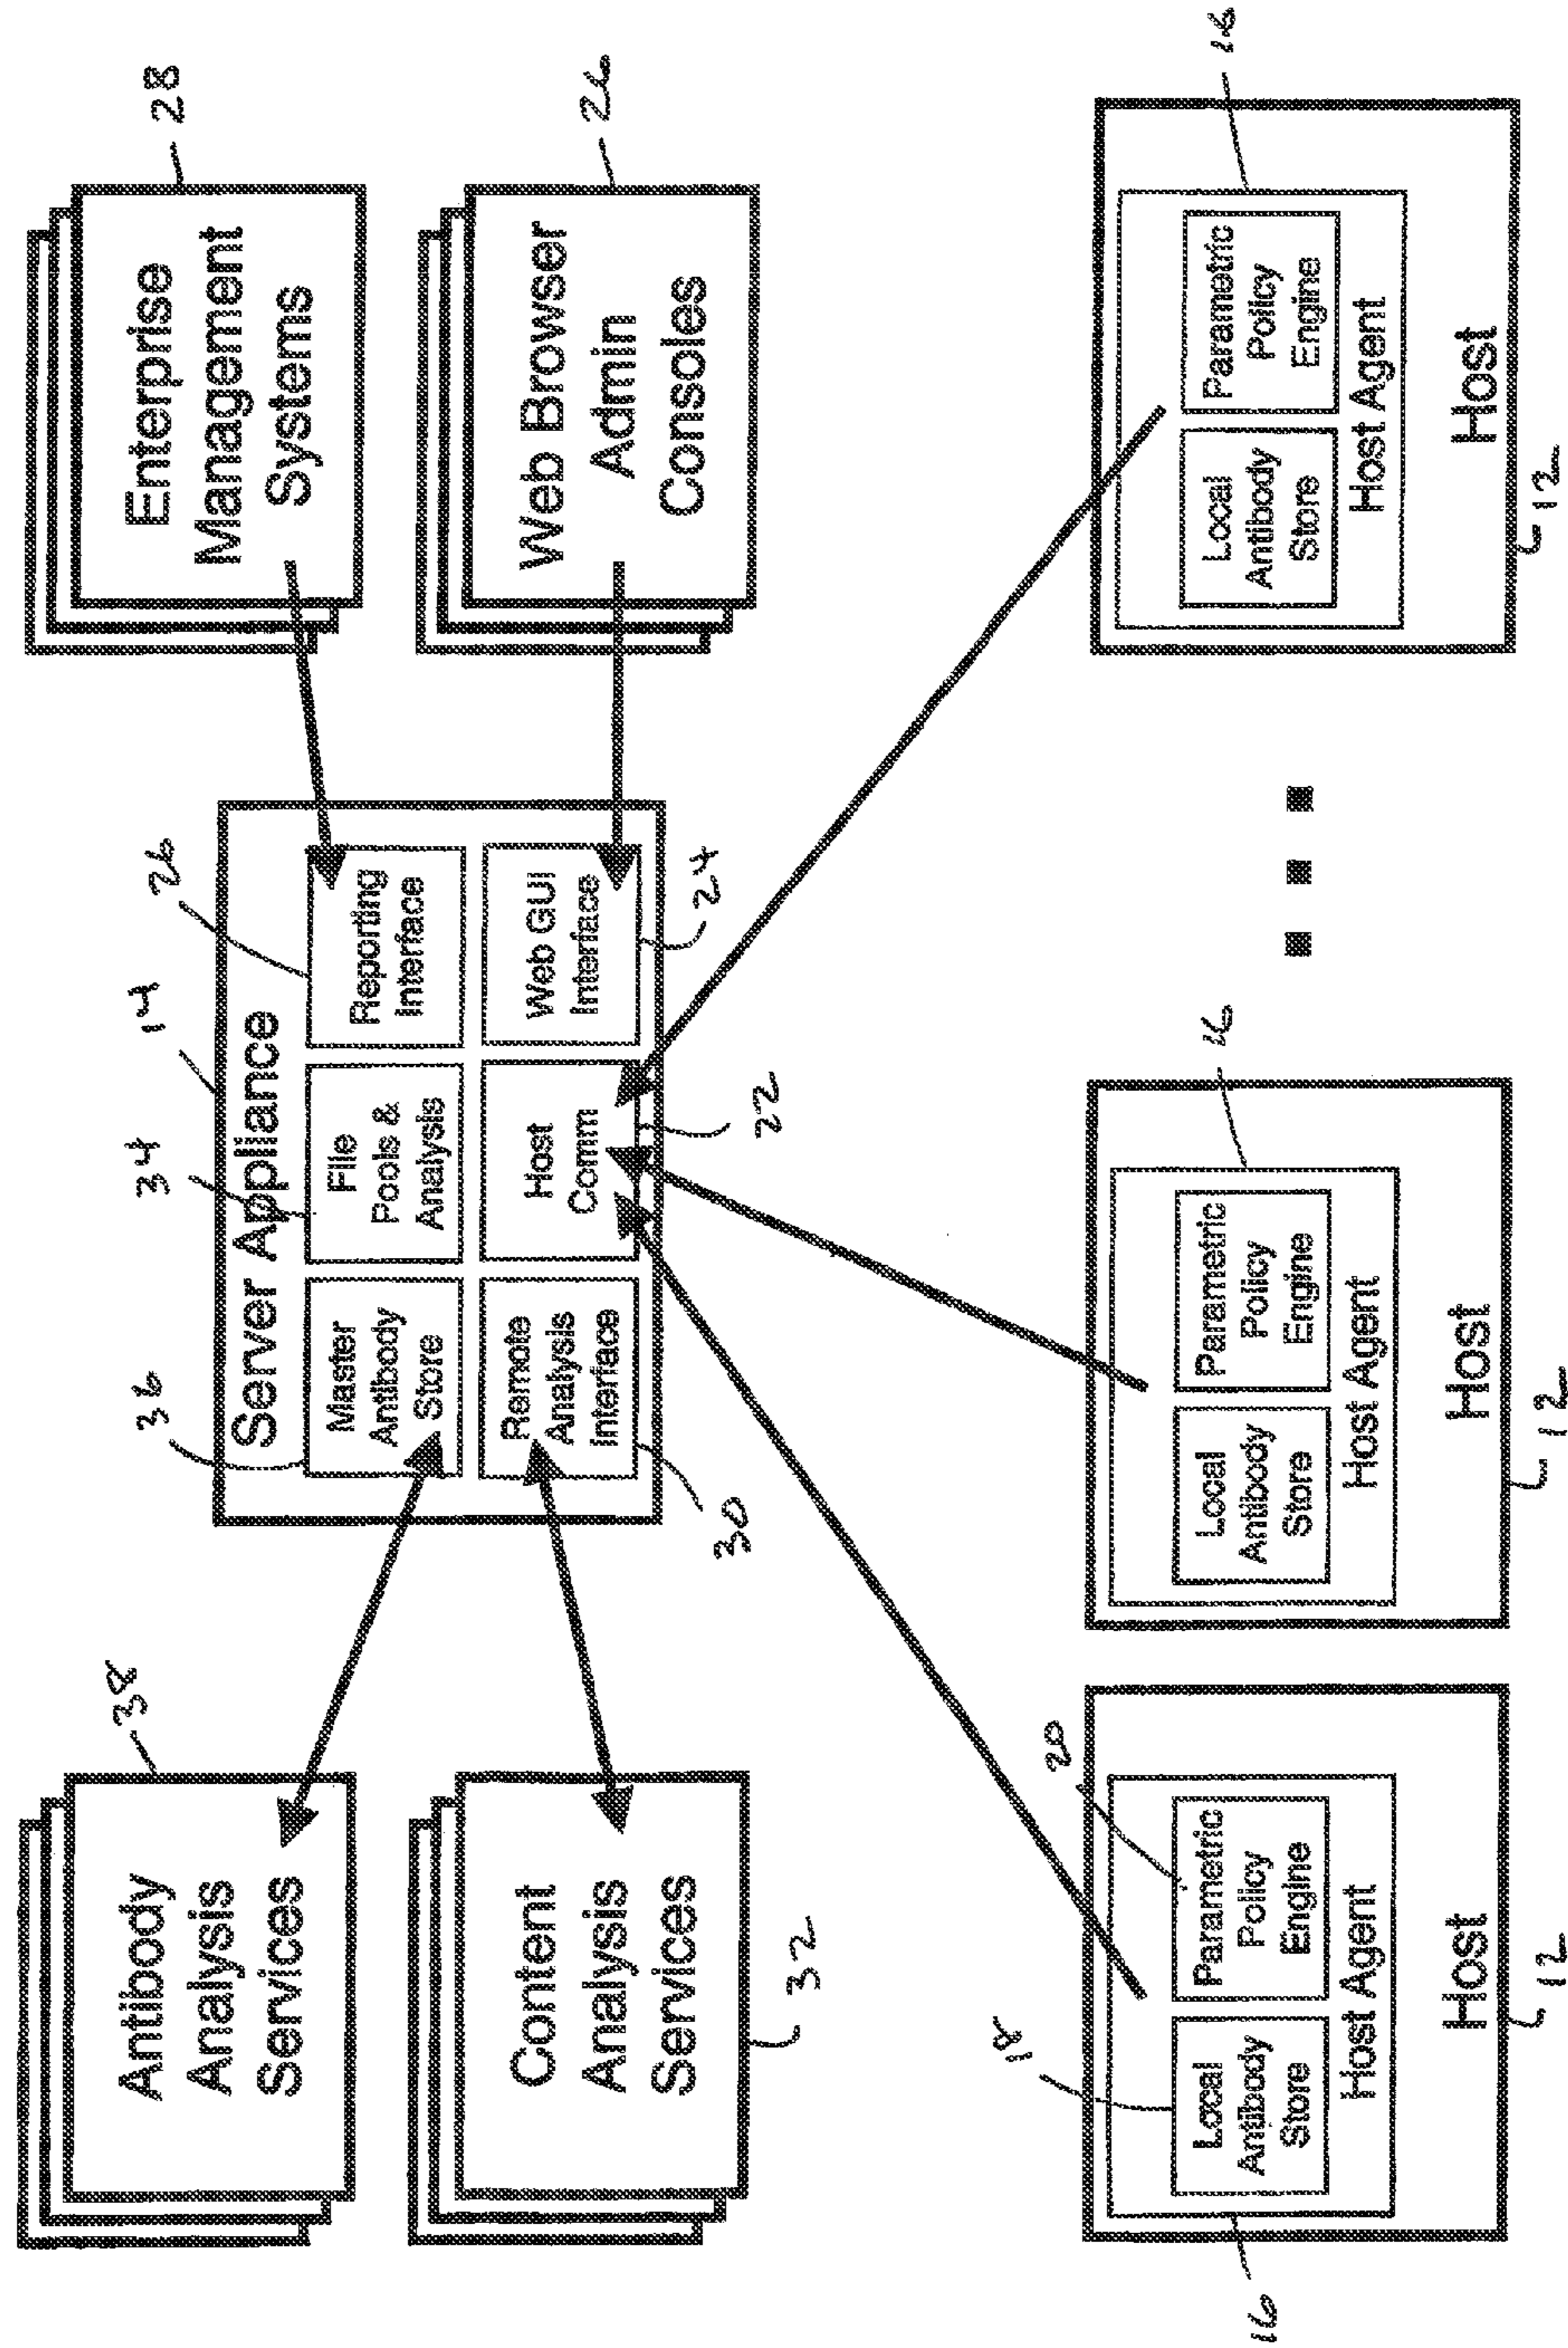 38
Antibody
Analysis
Services
Content
Analysis
Services
32
36
34
14
26
Server Appliance
Master
Antibody
Store
File
Pools &
Analysis
Reporting
Interface
Remote
Analysis
Interface
Host
Comm
Web GUI
Interface
30
22
24
28
Enterprise
Management
Systems
26
Web Browser
Admin
Consoles
18
20
Local
Antibody
Store
Parametric
Policy
Engine
Host Agent
16
Host
12
16
Local
Antibody
Store
Parametric
Policy
Engine
Host Agent
Host
12
16
Local
Antibody
Store
Parametric
Policy
Engine
Host Agent
Host
12